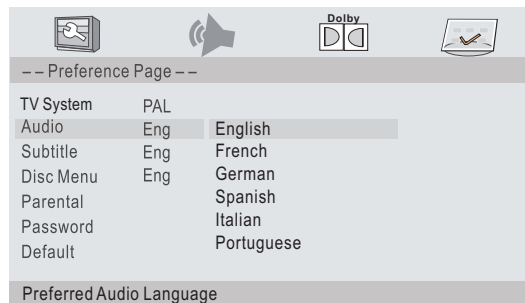 Dolby
-- Preference Page --
TV System PAL
Audio Eng English
Subtitle Eng French
Disc Menu Eng German
Parental Spanish
Password Italian
Default Portuguese
Preferred Audio Language